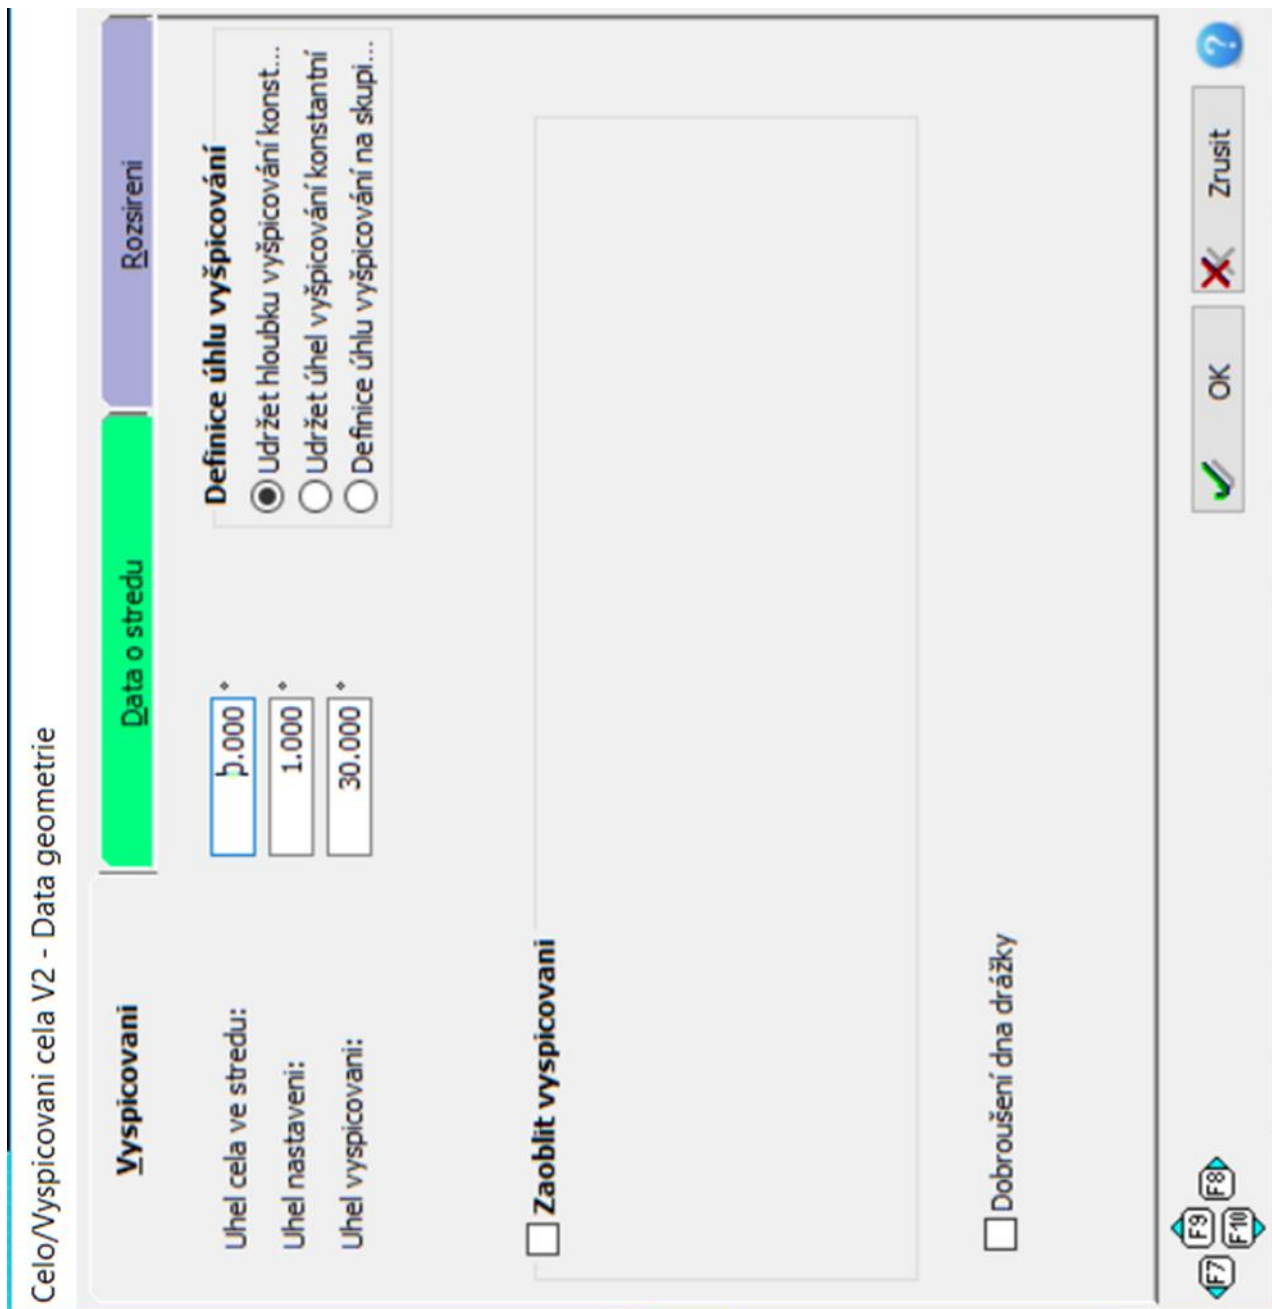 Celo/Vyspicovani cela V2 - Data geometrie
Vyspicovani
Data o stredu
Rozsireni
Uhel cela ve stredu: 0.000 °
Uhel nastaveni: 1.000 °
Uhel vyspicovani: 30.000 °
Definice úhlu vyšpicování
Udržet hloubku vyšpicování konst...
Udržet úhel vyšpicování konstantní
Definice úhlu vyšpicování na skupi...
Zaoblit vyspicovani
Dobroušení dna drážky
F7 F9 F10 F8
OK
Zrusit
?